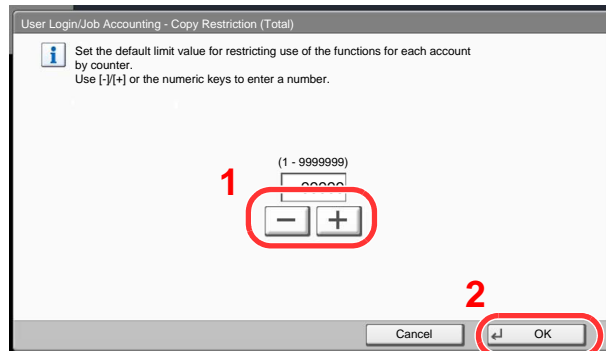 User Login/Job Accounting - Copy Restriction (Total)
Set the default limit value for restricting use of the functions for each account
by counter.
Use [-]/[+] or the numeric keys to enter a number.
(1 - 9999999)
1
- +
2
Cancel
OK